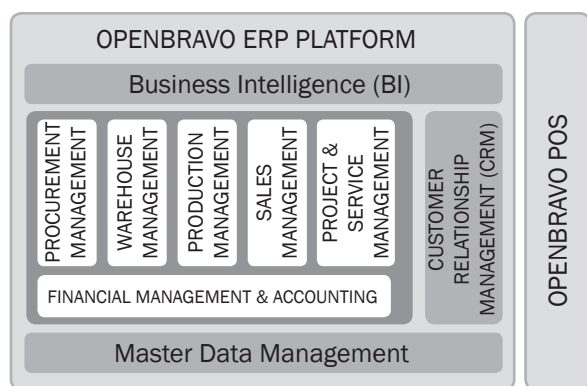 OPENBRAVO ERP PLATFORM
Business Intelligence (BI)
PROCUREMENT
MANAGEMENT
WAREHOUSE
MANAGEMENT
PRODUCTION
MANAGEMENT
SALES
MANAGEMENT
PROJECT &
SERVICE
MANAGEMENT
CUSTOMER
RELATIONSHIP
MANAGEMENT (CRM)
FINANCIAL MANAGEMENT & ACCOUNTING
Master Data Management
OPENBRAVO POS